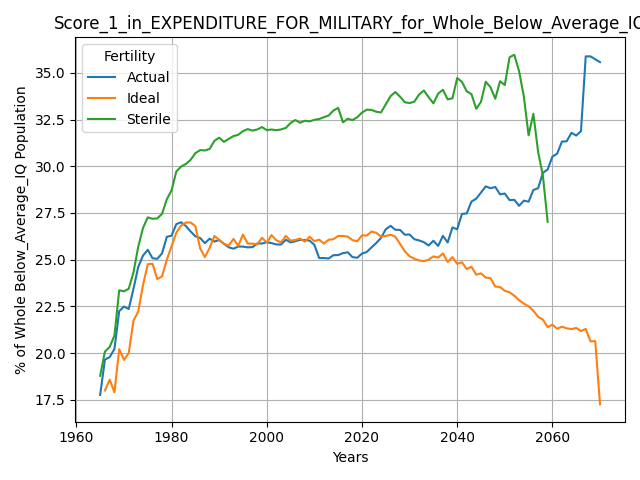 Score_1_in_EXPENDITURE_FOR_MILITARY_for_Whole_Below_Average_IQ
Fertility
Actual
Ideal
Sterile
% of Whole Below_Average_IQ Population
35.0
32.5
30.0
27.5
25.0
22.5
20.0
17.5
1960 1980 2000 2020 2040 2060
Years